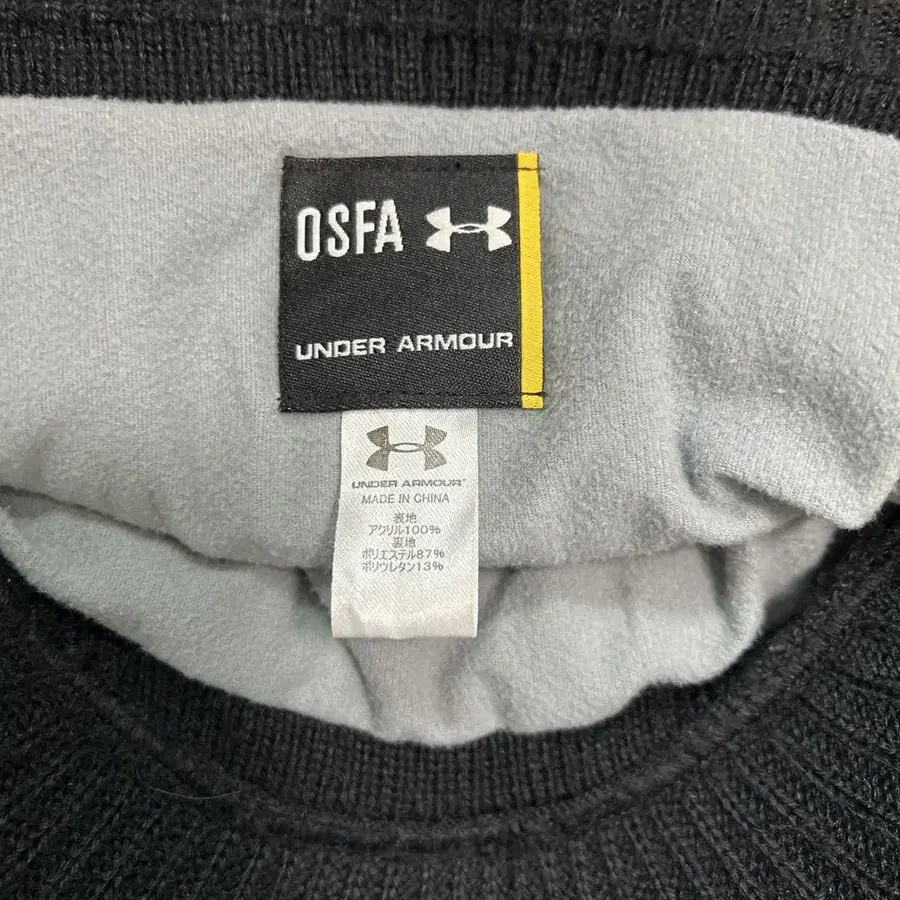 OSFA
UNDER ARMOUR
UNDER ARMOUR
MADE IN CHINA
表地
アクリル100%
裏地
ポリエステル87%
ポリウレタン13%